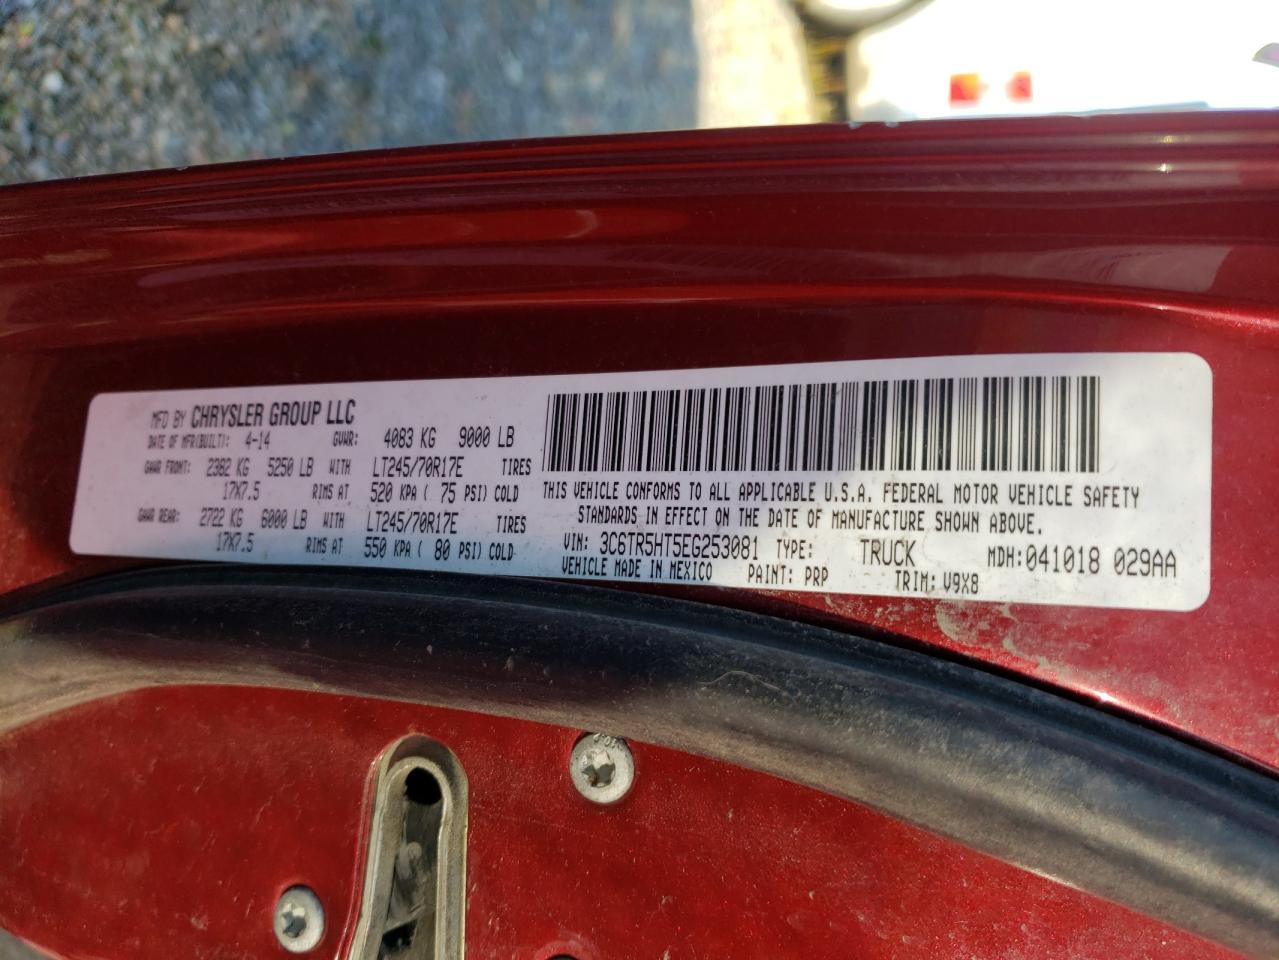 MFD BY CHRYSLER GROUP LLC
DATE OF MFR(BUILT): 4-14 GVWR: 4083 KG 9000 LB
GAWR FRONT: 2382 KG 5250 LB WITH LT245/70R17E TIRES
17X7.5 RIMS AT 520 KPA ( 75 PSI) COLD
GAWR REAR: 2722 KG 6000 LB WITH LT245/70R17E TIRES
17X7.5 RIMS AT 550 KPA ( 80 PSI) COLD
THIS VEHICLE CONFORMS TO ALL APPLICABLE U.S.A. FEDERAL MOTOR VEHICLE SAFETY
STANDARDS IN EFFECT ON THE DATE OF MANUFACTURE SHOWN ABOVE.
VIN: 3C6TR5HT5EG253081 TYPE: TRUCK MDH:041018 029AA
VEHICLE MADE IN MEXICO PAINT: PRP TRIM: V9X8